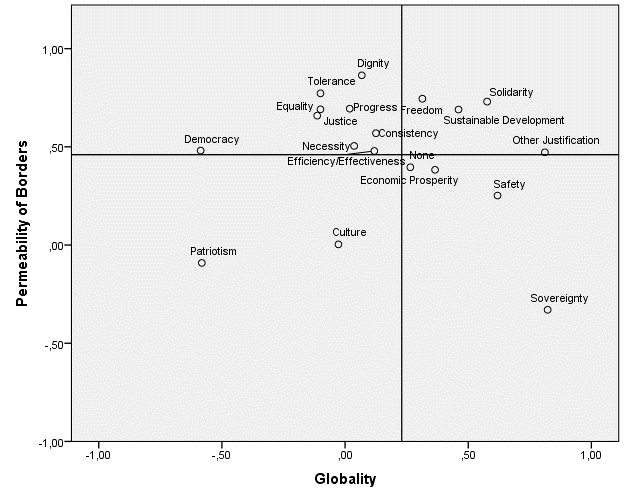 1,00
Dignity
Tolerance
Solidarity
Equality
Progress
Freedom
Justice
Sustainable Development
Consistency
Democracy
Other Justification
,50
Necessity
Efficiency/Effectiveness
None
Economic Prosperity
Safety
Permeability of Borders
Culture
,00
Patriotism
Sovereignty
-,50
-1,00
-1,00 -,50 ,00 ,50 1,00
Globality